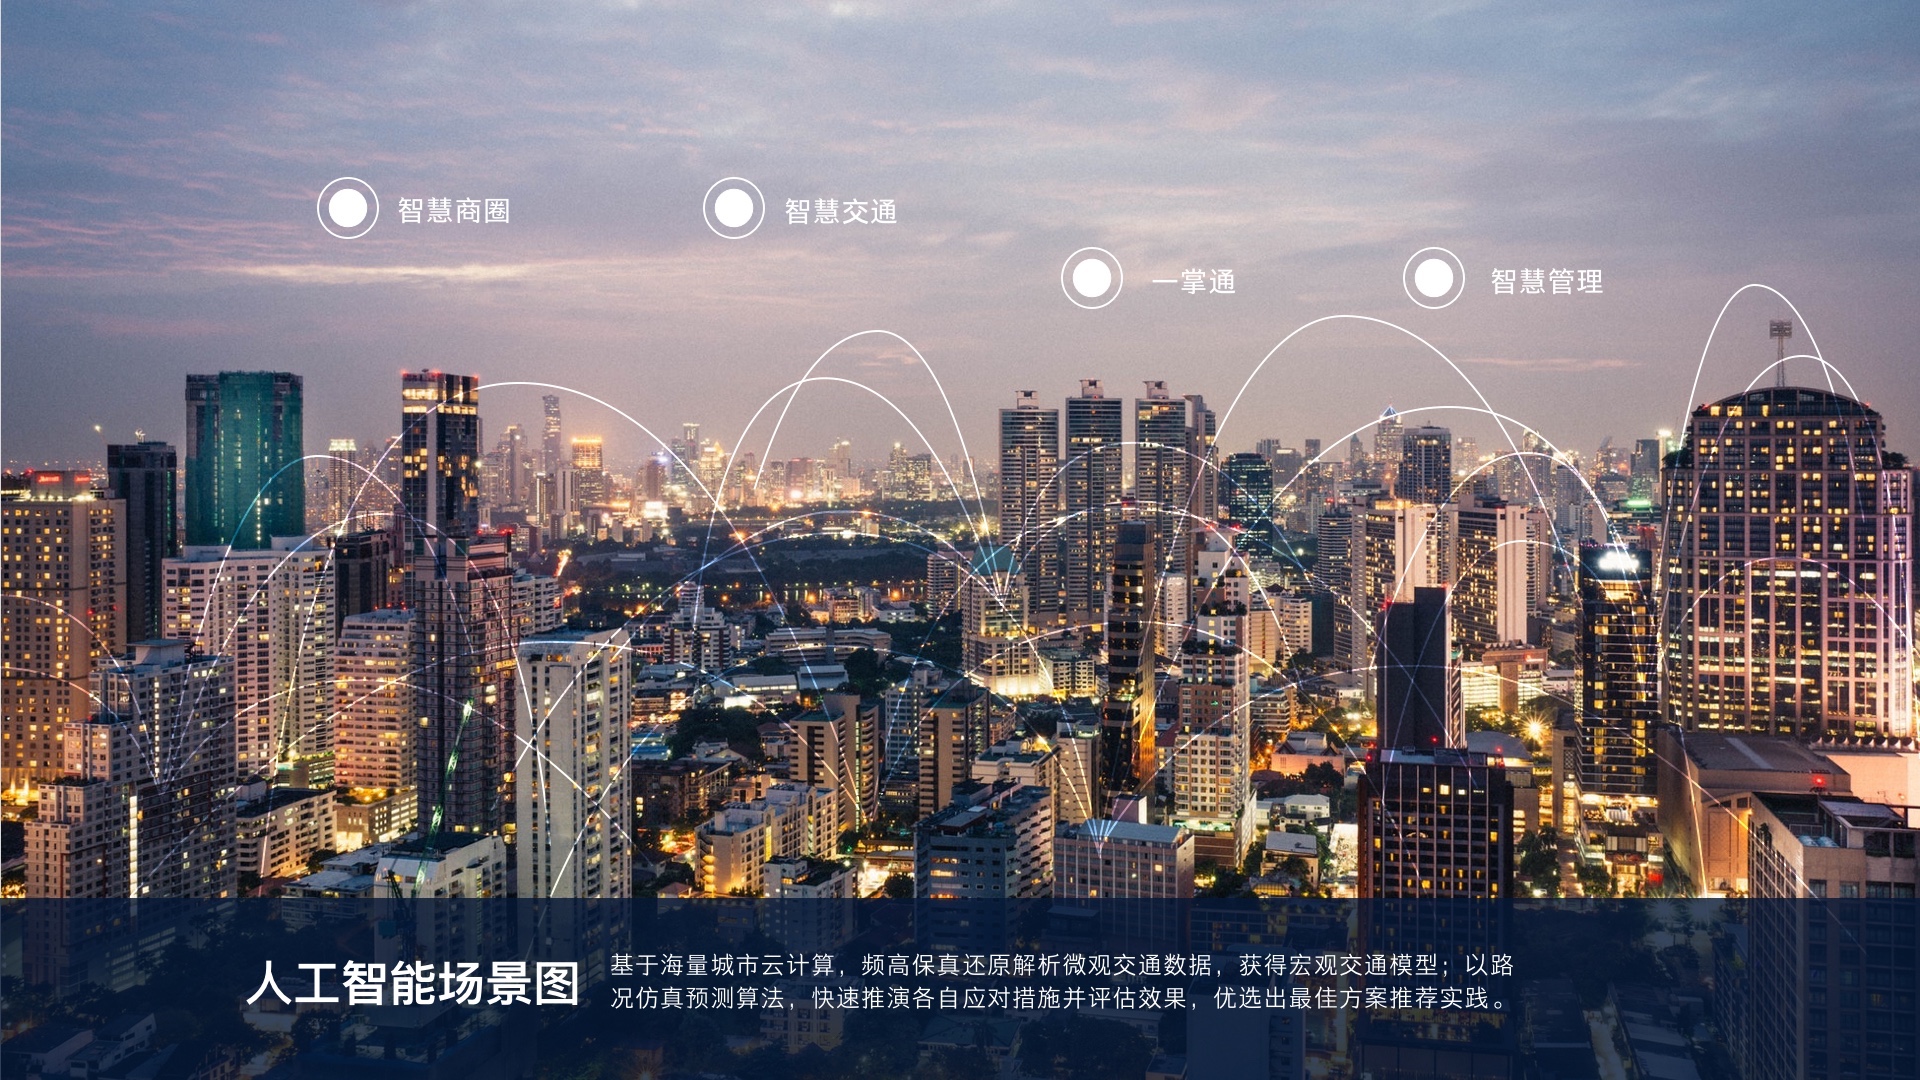 智慧商圈
智慧交通
一掌通
智慧管理
人工智能场景图
基于海量城市云计算，频高保真还原解析微观交通数据，获得宏观交通模型；以路
况仿真预测算法，快速推演各自应对措施并评估效果，优选出最佳方案推荐实践。